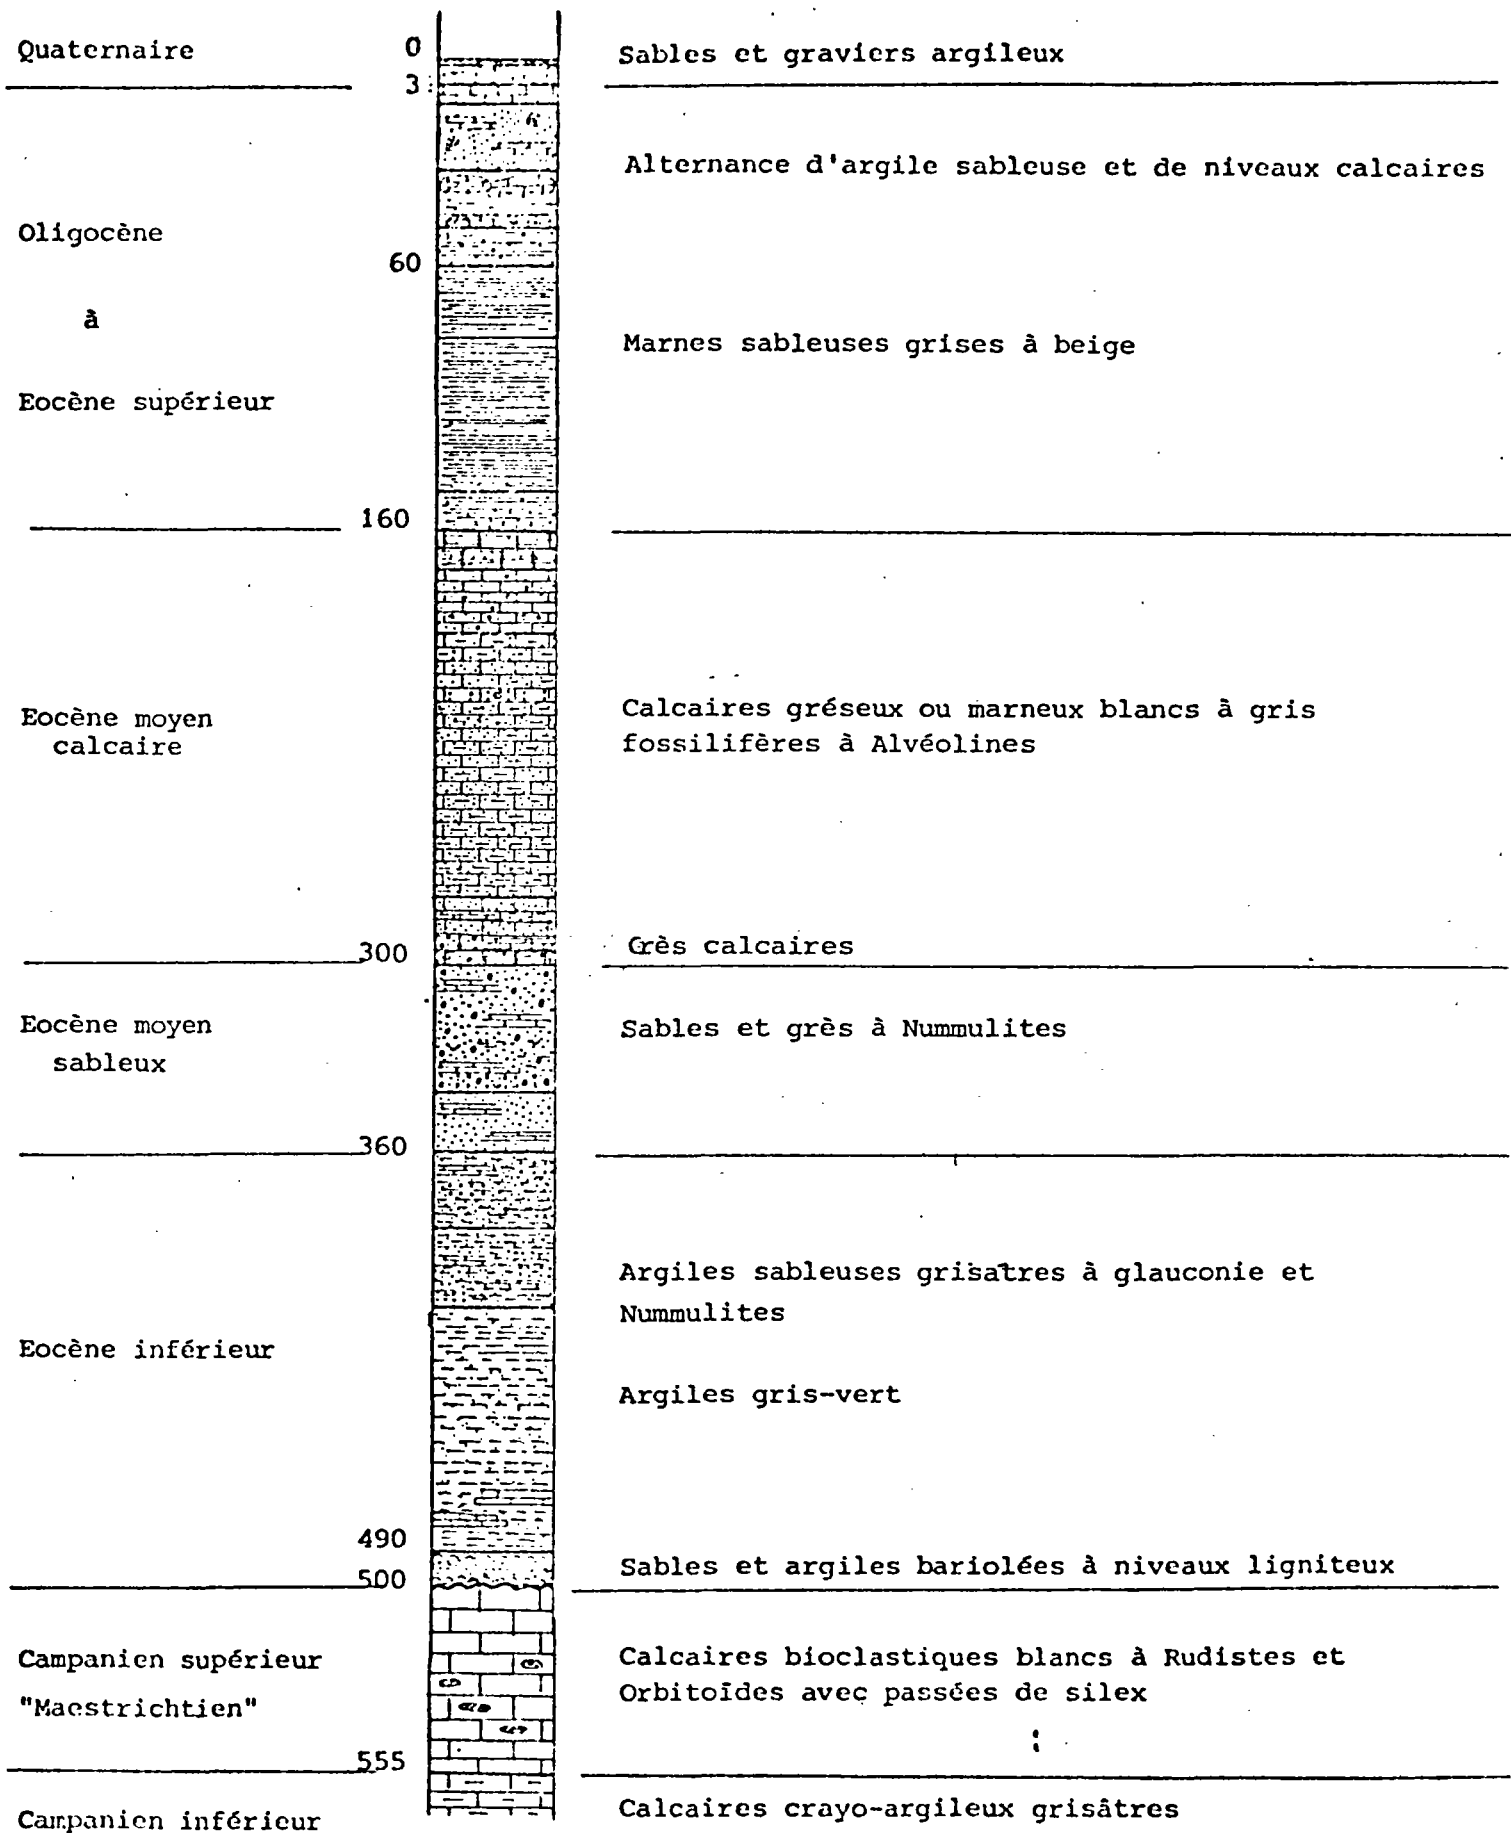 Quaternaire
0
Sables et graviers argileux
3
Alternance d'argile sableuse et de niveaux calcaires
Oligocène
60
à
Marnes sableuses grises à beige
Eocène supérieur
160
Eocène moyen
calcaire
Calcaires gréseux ou marneux blancs à gris
fossilifères à Alvéolines
300
Grès calcaires
Eocène moyen
sableux
Sables et grès à Nummulites
360
Argiles sableuses grisatres à glauconie et
Nummulites
Eocène inférieur
Argiles gris-vert
490
Sables et argiles bariolées à niveaux ligniteux
500
Campanien supérieur
"Maestrichtien"
Calcaires bioclastiques blancs à Rudistes et
Orbitoïdes avec passées de silex
555
Campanien inférieur
Calcaires crayo-argileux grisâtres